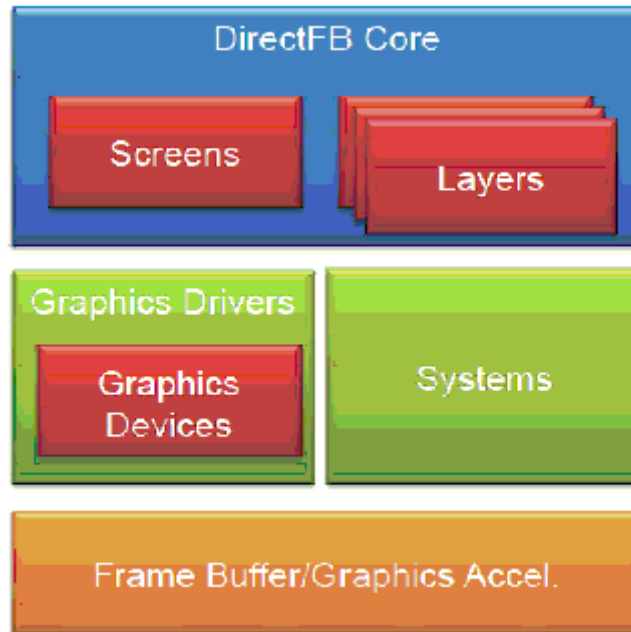 DirectFB Core
Screens
Layers
Graphics Drivers
Graphics
Devices
Systems
Frame Buffer/Graphics Accel.